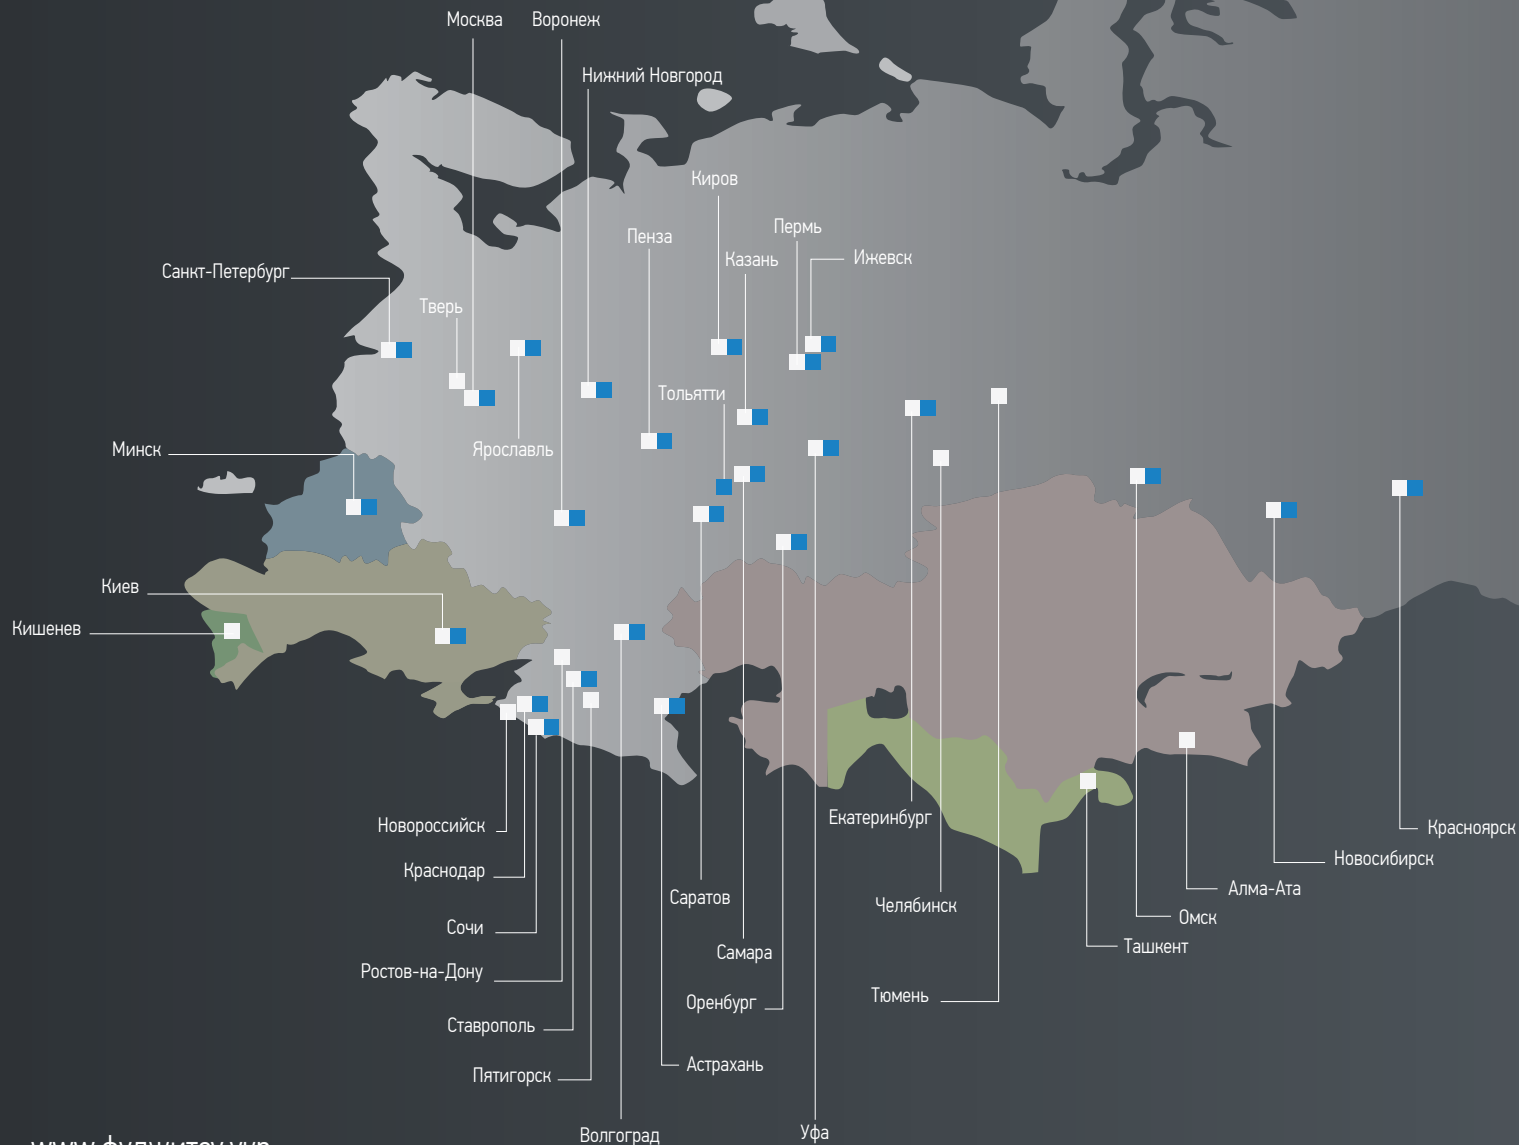 Москва
Воронеж
Нижний Новгород
Киров
Пермь
Пенза
Казань
Ижевск
Санкт-Петербург
Тверь
Тольятти
Минск
Ярославль
Киев
Кишенев
Екатеринбург
Новороссийск
Красноярск
Новосибирск
Краснодар
Алма-Ата
Саратов
Челябинск
Омск
Сочи
Ташкент
Самара
Ростов-на-Дону
Тюмень
Оренбург
Ставрополь
Астрахань
Пятигорск
Уфа
Волгоград